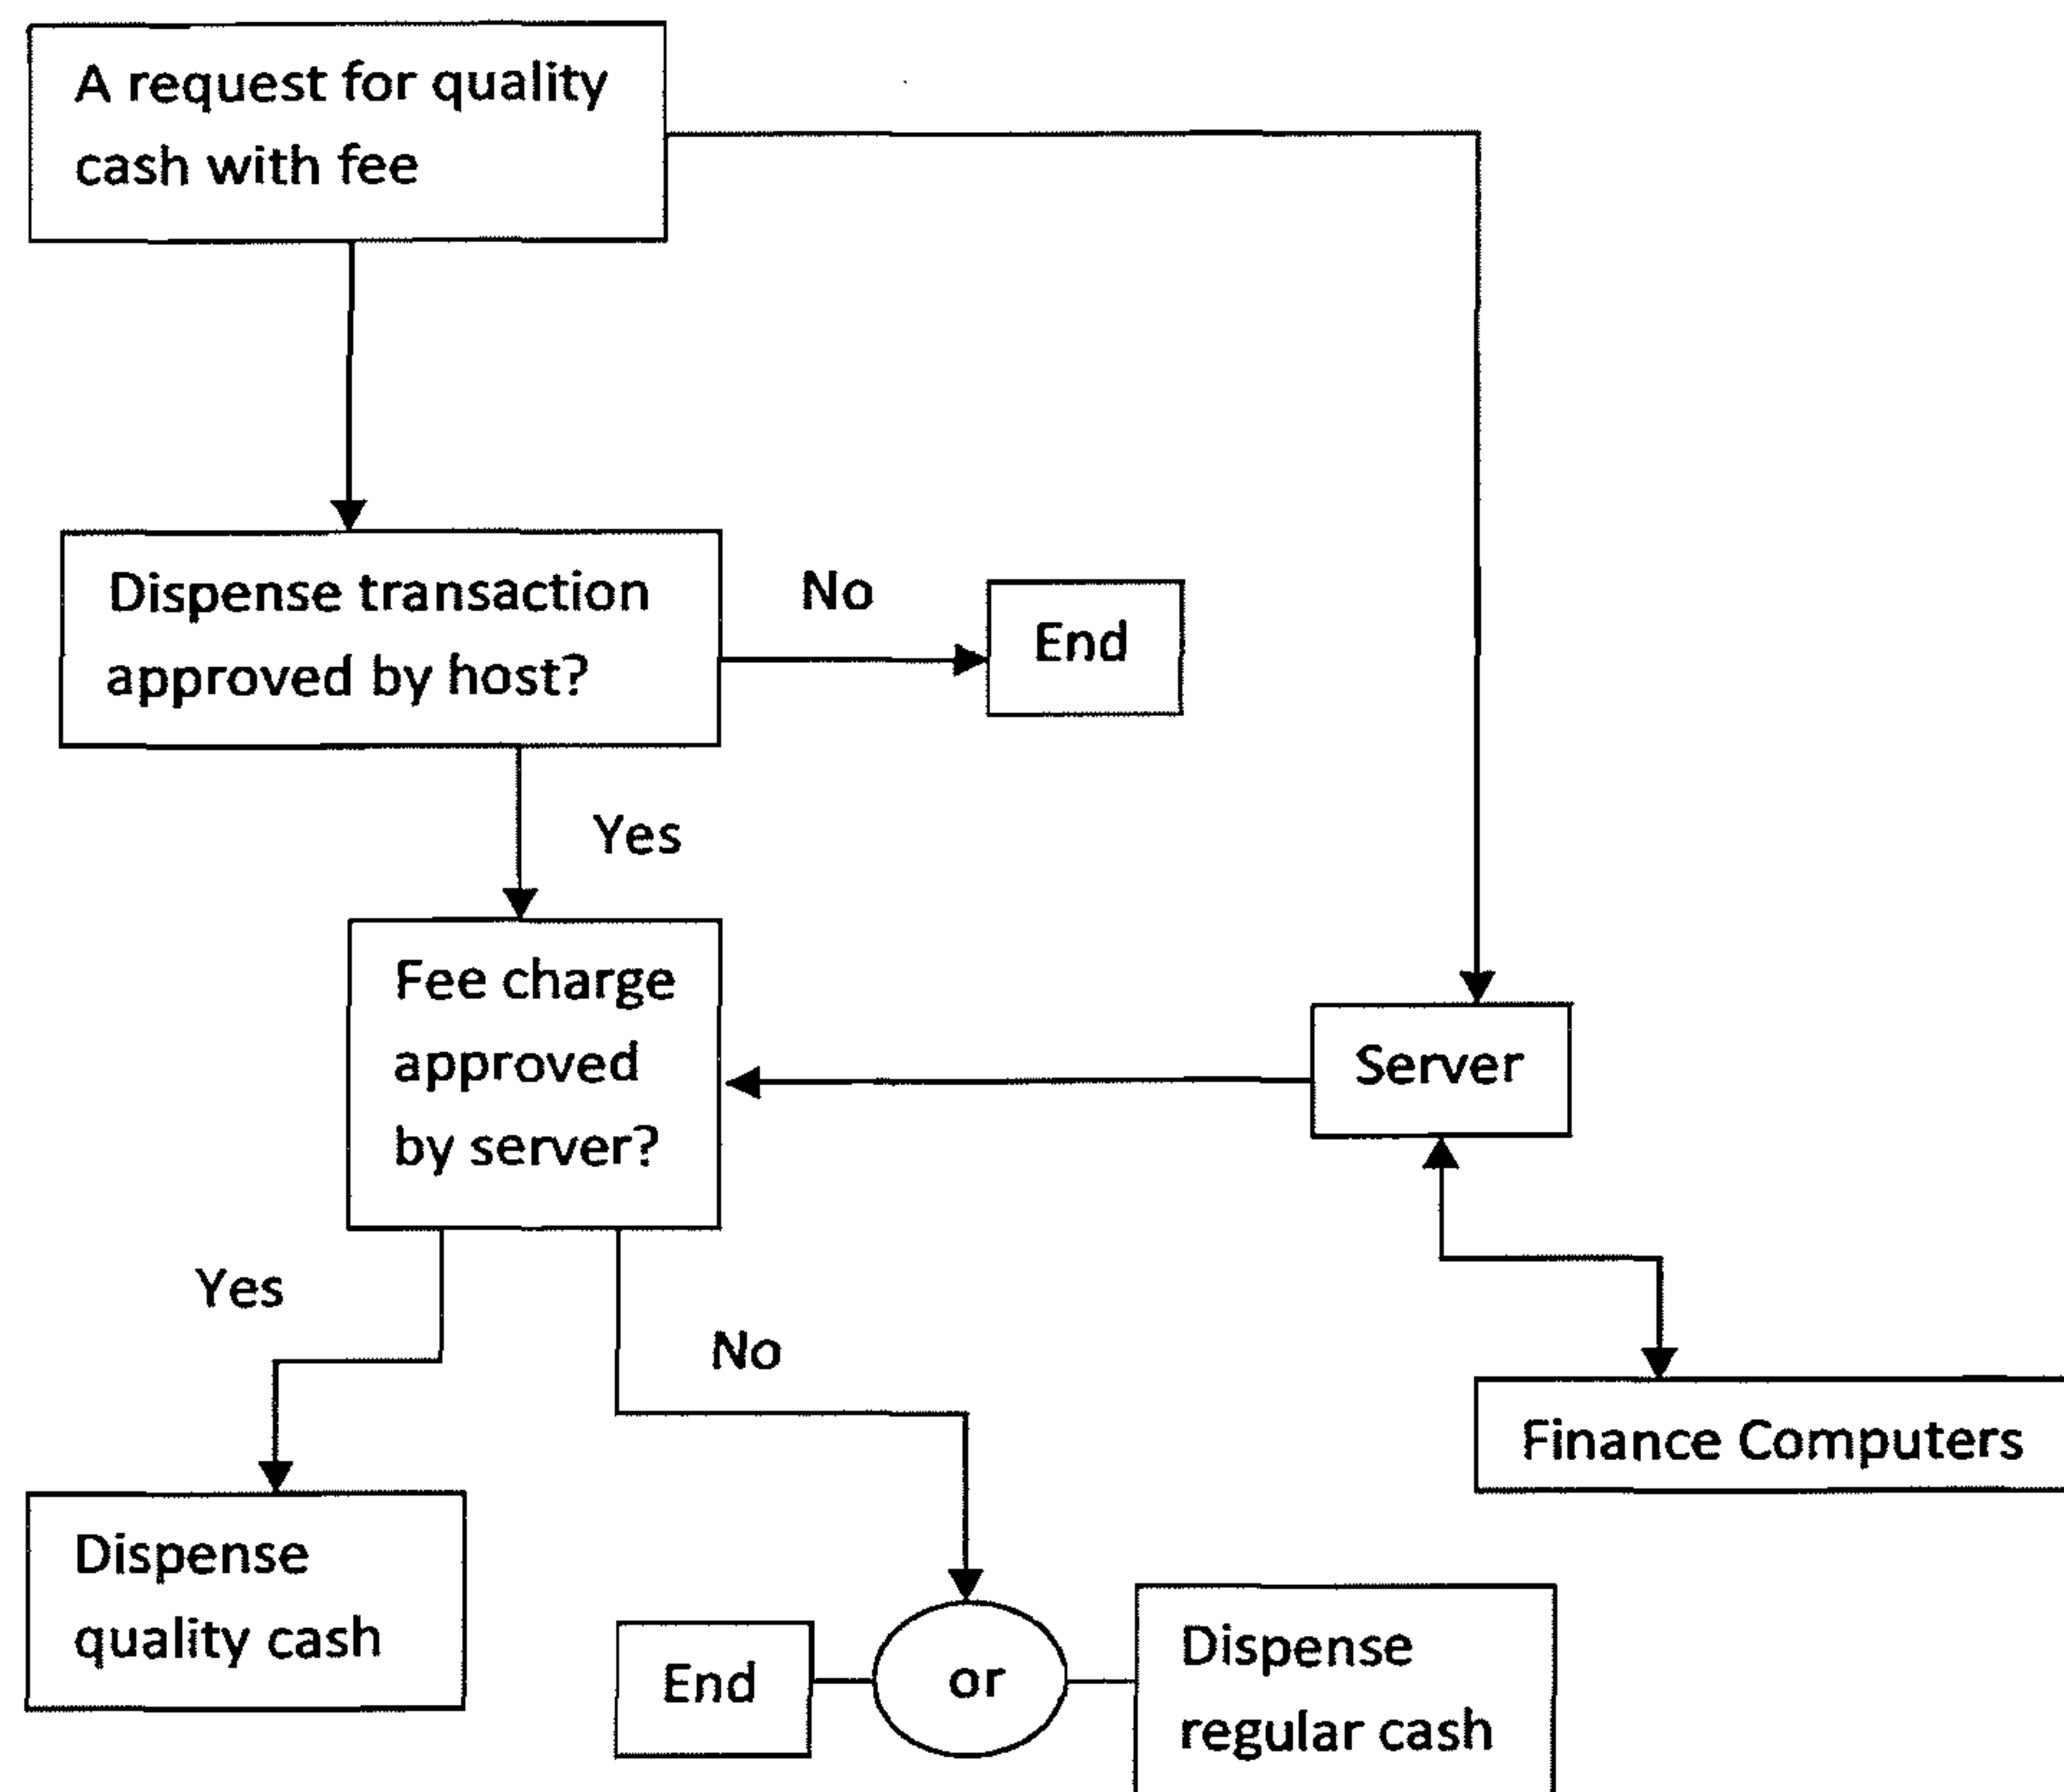 A request for quality
cash with fee
Dispense transaction
approved by host?
No
End
Yes
Fee charge
approved
by server?
Server
Yes
No
Finance Computers
Dispense
quality cash
End
or
Dispense
regular cash